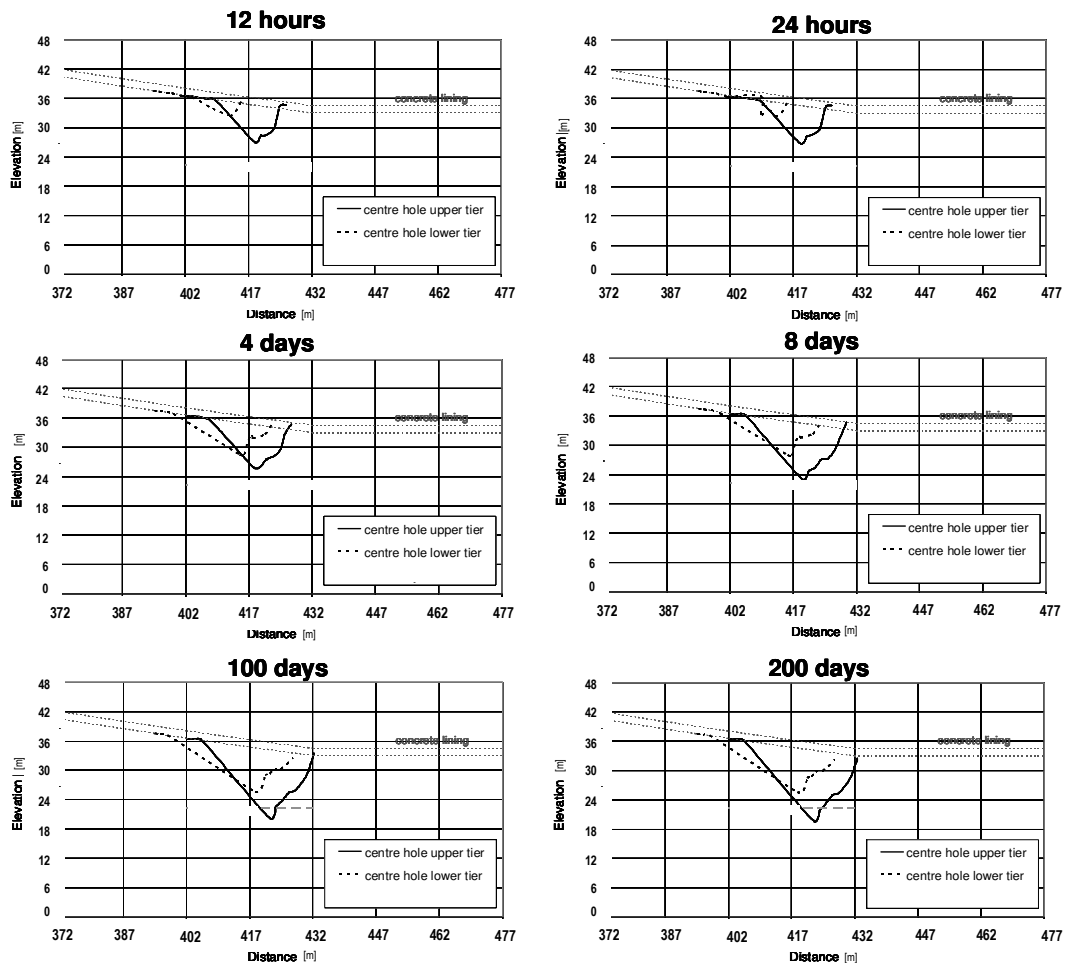 12 hours
48
42
36
30
24
18
12
6
0
Elevation [m]
concrete lining
centre hole upper tier
centre hole lower tier
372 387 402 417 432 447 462 477
Distance [m]
24 hours
48
42
36
30
24
18
12
6
0
Elevation [m]
concrete lining
centre hole upper tier
centre hole lower tier
372 387 402 417 432 447 462 477
Distance [m]
4 days
48
42
36
30
24
18
12
6
0
Elevation [m]
concrete lining
centre hole upper tier
centre hole lower tier
372 387 402 417 432 447 462 477
Distance [m]
8 days
48
42
36
30
24
18
12
6
0
Elevation [m]
concrete lining
centre hole upper tier
centre hole lower tier
372 387 402 417 432 447 462 477
Distance [m]
100 days
48
42
36
30
24
18
12
6
0
Elevation [m]
concrete lining
centre hole upper tier
centre hole lower tier
372 387 402 417 432 447 462 477
Distance [m]
200 days
48
42
36
30
24
18
12
6
0
Elevation [m]
concrete lining
centre hole upper tier
centre hole lower tier
372 387 402 417 432 447 462 477
Distance [m]